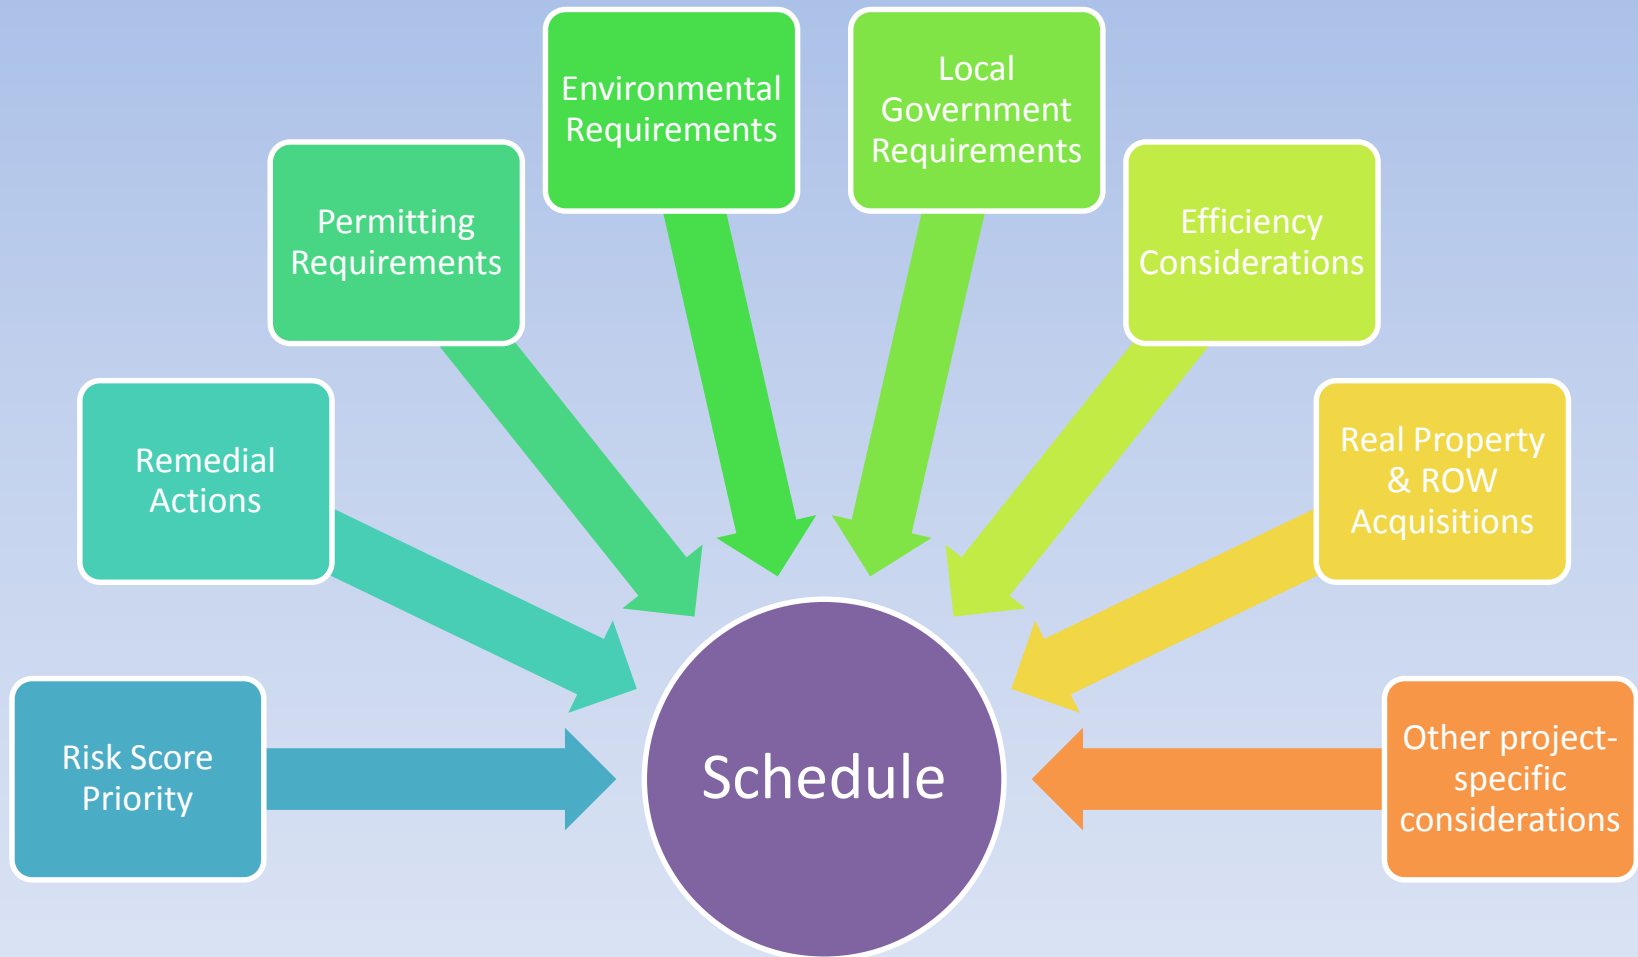 Environmental
Requirements
Local
Government
Requirements
Permitting
Requirements
Efficiency
Considerations
Remedial
Actions
Real Property
& ROW
Acquisitions
Risk Score
Priority
Schedule
Other project-
specific
considerations